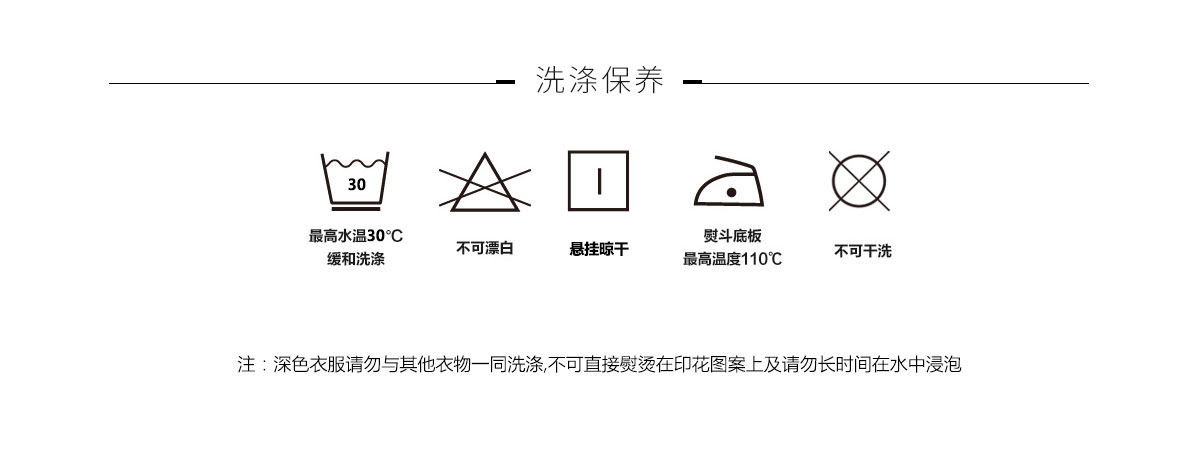 洗涤保养
30
最高水温30℃
缓和洗涤
不可漂白
悬挂晾干
熨斗底板
最高温度110℃
不可干洗
注：深色衣服请勿与其他衣物一同洗涤,不可直接熨烫在印花图案上及请勿长时间在水中浸泡